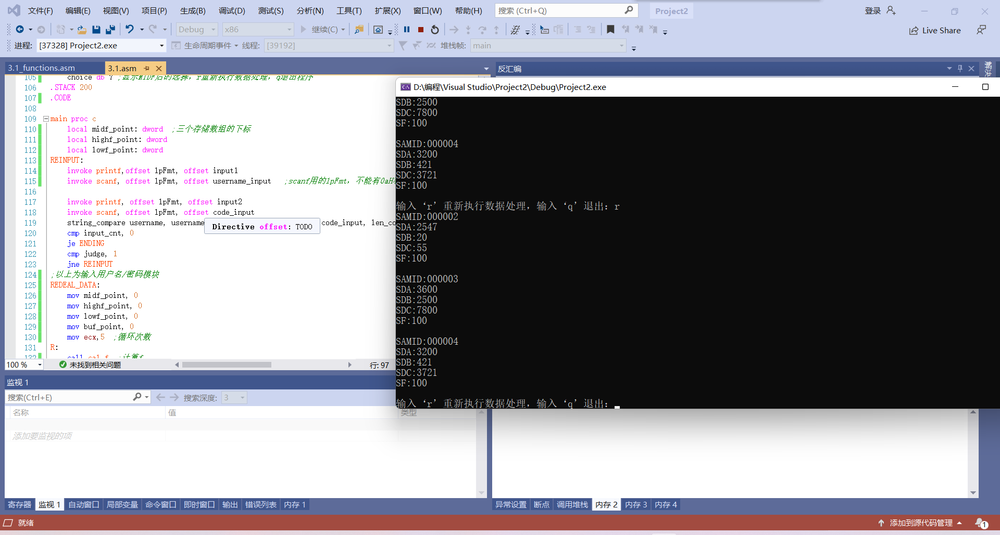 文件(F) 编辑(E) 视图(V) 项目(P) 生成(B) 调试(D) 测试(S) 分析(N) 工具(T) 扩展(X) 窗口(W) 帮助(H) 搜索 (Ctrl+Q) Project2 登录
Debug x86 继续(C) Live Share
进程: [37328] Project2.exe 生命周期事件 线程: [39192] 堆栈帧: main
3.1_functions.asm 3.1.asm
反汇编
解决
105 choice db ? ;显示MIDF后的选择，r重新执行数据处理，q退出程序
106 .STACK 200
107 .CODE
108
109 main proc c
110 local midf_point: dword ;三个存储数组的下标
111 local highf_point: dword
112 local lowf_point: dword
113 REINPUT:
114 invoke printf,offset lpFmt, offset input1
115 invoke scanf, offset lpFmt, offset username_input ;scanf用的lpFmt，不能有0aH
116
117 invoke printf, offset lpFmt, offset input2
118 invoke scanf, offset lpFmt, offset code_input
119 string_compare username, username code_input, len_co
Directive offset: TODO
120 cmp input_cnt, 0
121 je ENDING
122 cmp judge, 1
123 jne REINPUT
124 ;以上为输入用户名/密码模块
125 REDEAL_DATA:
126 mov midf_point, 0
127 mov highf_point, 0
128 mov lowf_point, 0
129 mov buf_point, 0
130 mov ecx,5 ;循环次数
131 R:
132 call cal_f ;计算f
100 % 未找到相关问题 行: 97
D:\编程\Visual Studio\Project2\Debug\Project2.exe
SDB:2500
SDC:7800
SF:100
SAMID:000004
SDA:3200
SDB:421
SDC:3721
SF:100
输入‘r’重新执行数据处理，输入‘q’退出：r
SAMID:000002
SDA:2547
SDB:20
SDC:55
SF:100
SAMID:000003
SDA:3600
SDB:2500
SDC:7800
SF:100
SAMID:000004
SDA:3200
SDB:421
SDC:3721
SF:100
输入‘r’重新执行数据处理，输入‘q’退出：
监视 1
搜索(Ctrl+E) 搜索深度: 3
名称 值 类型
添加要监视的项
寄存器 监视 1 自动窗口 局部变量 命令窗口 即时窗口 输出 错误列表 内存 1
异常设置 断点 调用堆栈 内存 2 内存 3 内存 4
就绪 添加到源代码管理 1